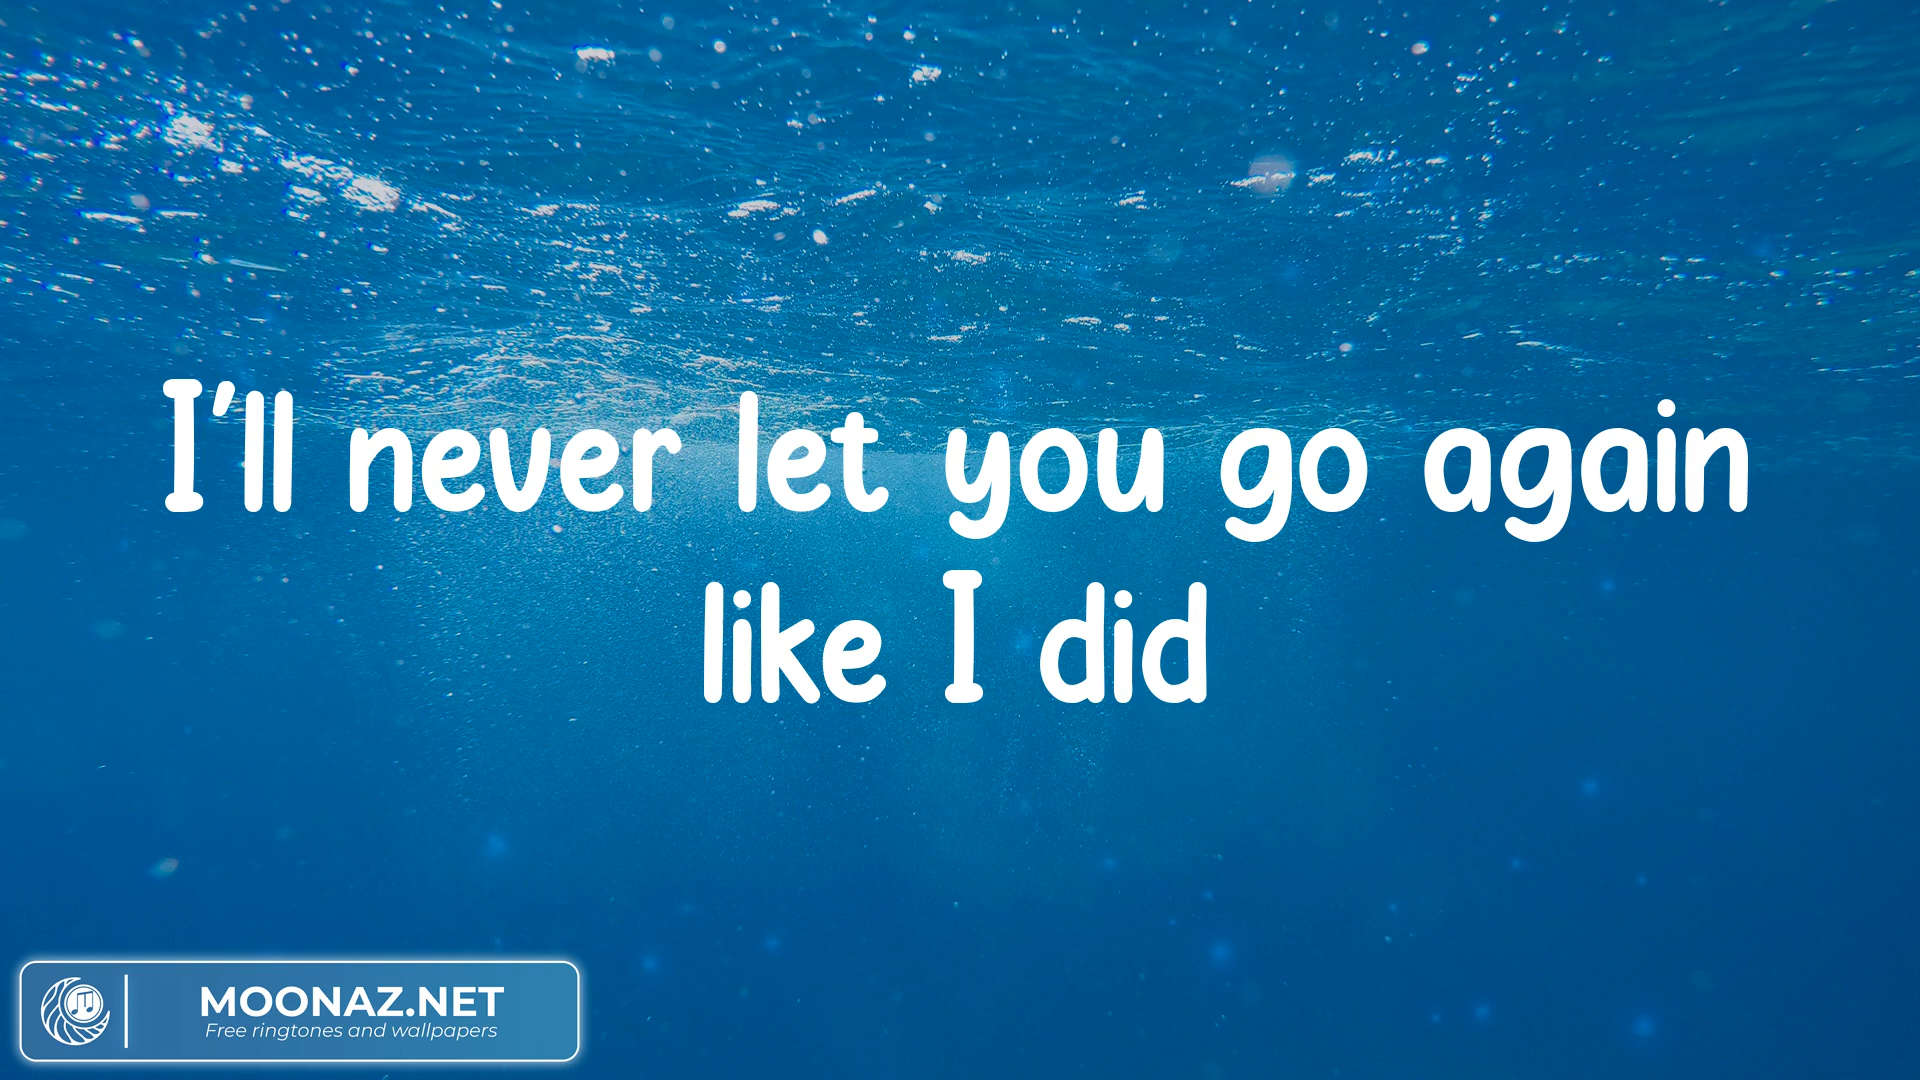 I'll never let you go again
like I did
MOONAZ.NET
Free ringtones and wallpapers